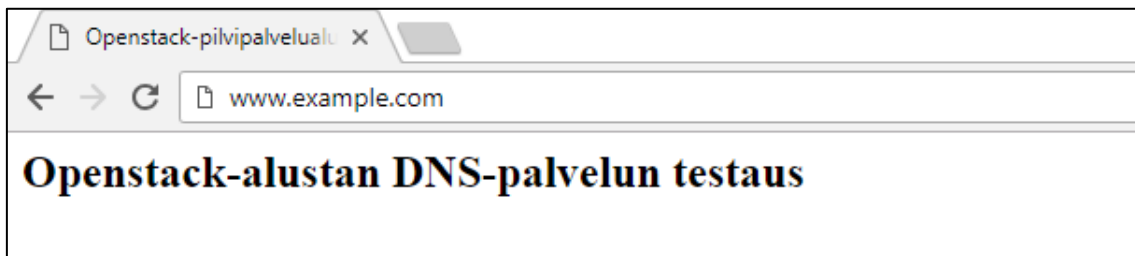 Openstack-pilvipalvelualu
www.example.com
Openstack-alustan DNS-palvelun testaus